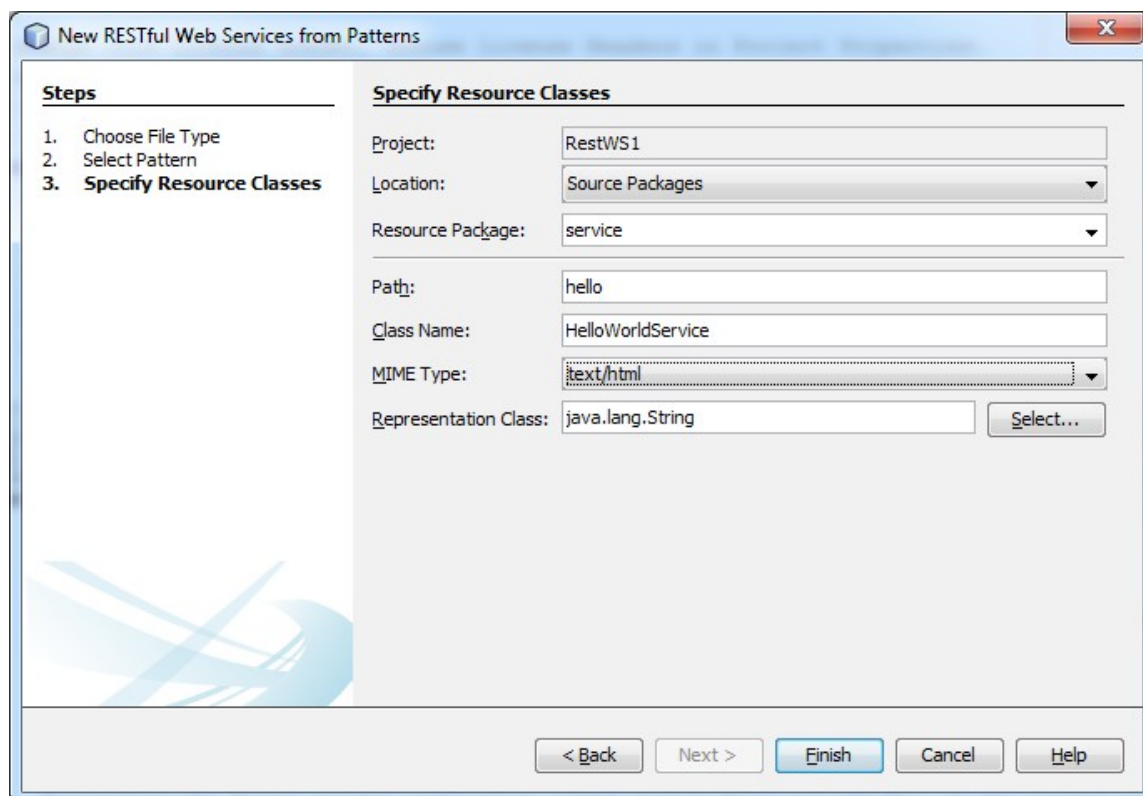 New RESTful Web Services from Patterns
Steps
1. Choose File Type
2. Select Pattern
3. Specify Resource Classes
Specify Resource Classes
Project: RestWS1
Location: Source Packages
Resource Package: service
Path: hello
Class Name: HelloWorldService
MIME Type: text/html
Representation Class: java.lang.String Select...
< Back Next > Finish Cancel Help